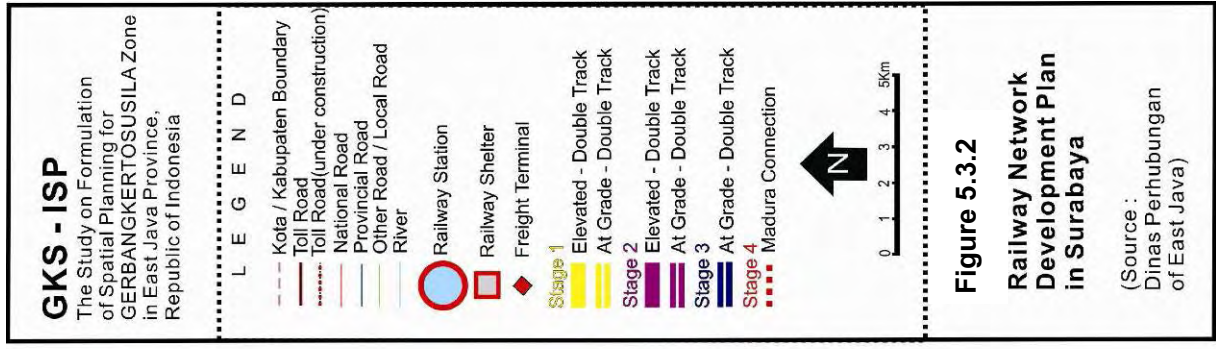 GKS - ISP
The Study on Formulation
of Spatial Planning for
GERBANGKERTOSUSILA Zone
in East Java Province,
Republic of Indonesia
L E G E N D
Kota / Kabupaten Boundary
Toll Road
Toll Road(under construction)
National Road
Provincial Road
Other Road / Local Road
River
Railway Station
Railway Shelter
Freight Terminal
Stage 1
Elevated - Double Track
At Grade - Double Track
Stage 2
Elevated - Double Track
At Grade - Double Track
Stage 3
At Grade - Double Track
Stage 4
Madura Connection
N
0 1 2 3 4 5Km
Figure 5.3.2
Railway Network
Development Plan
in Surabaya
(Source :
Dinas Perhubungan
of East Java)